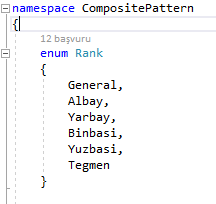 namespace CompositePattern
{
12 başvuru
enum Rank
{
General,
Albay,
Yarbay,
Binbasi,
Yuzbasi,
Tegmen
}